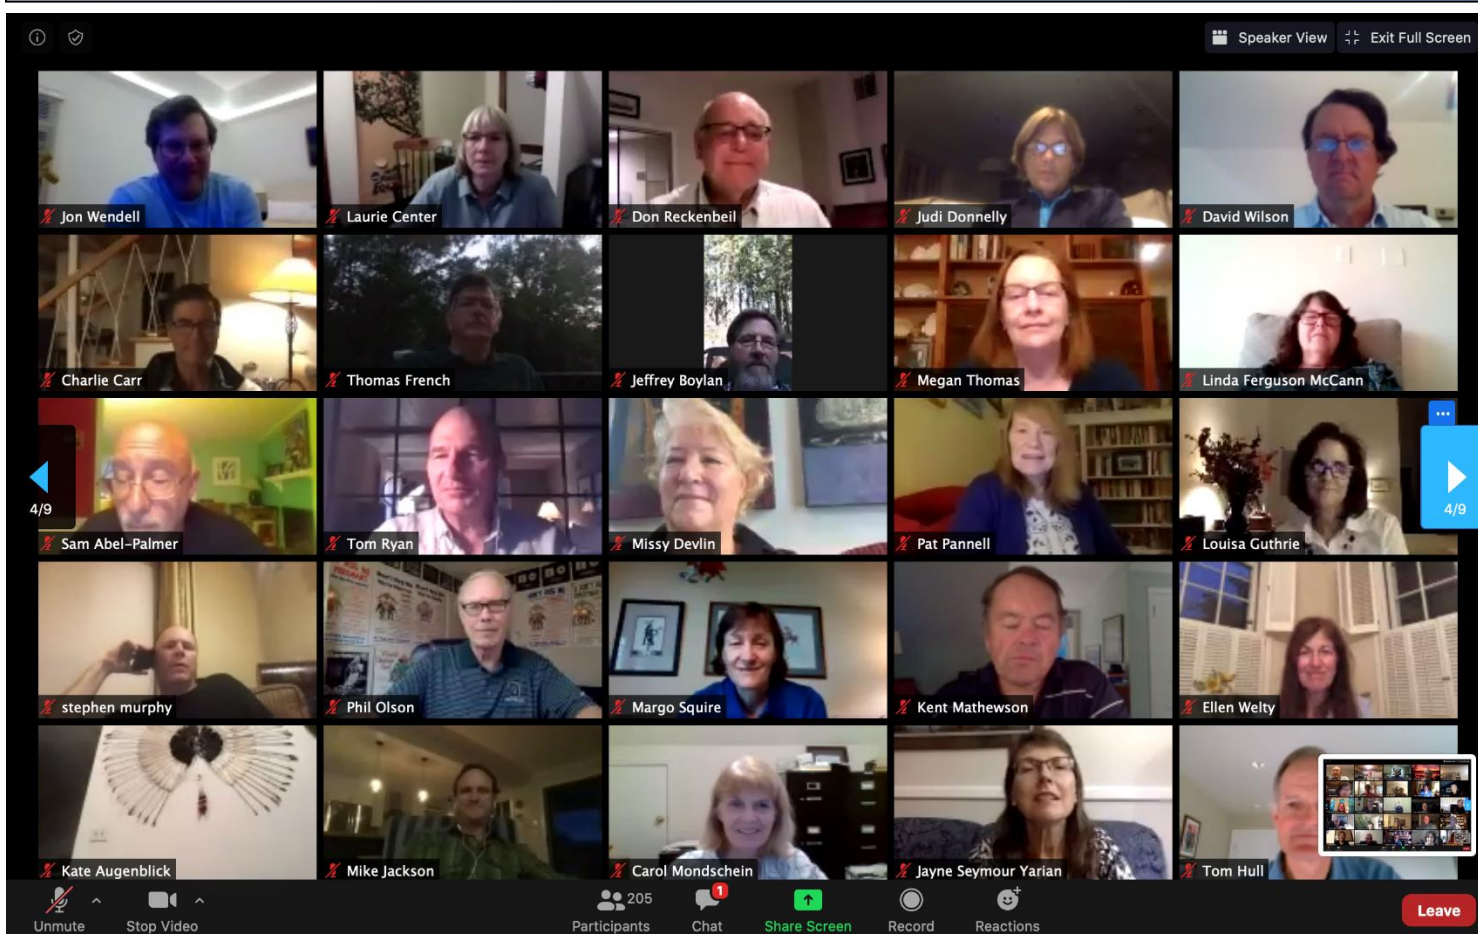 Speaker View
Exit Full Screen
Jon Wendell
Laurie Center
Don Reckenbeil
Judi Donnelly
David Wilson
Charlie Carr
Thomas French
Jeffrey Boylan
Megan Thomas
Linda Ferguson McCann
4/9
4/9
Sam Abel-Palmer
Tom Ryan
Missy Devlin
Pat Pannell
Louisa Guthrie
stephen murphy
Phil Olson
Margo Squire
Kent Mathewson
Ellen Welty
Kate Augenblick
Mike Jackson
Carol Mondschein
Jayne Seymour Yarian
Tom Hull
205
1
Unmute
Stop Video
Participants
Chat
Share Screen
Record
Reactions
Leave